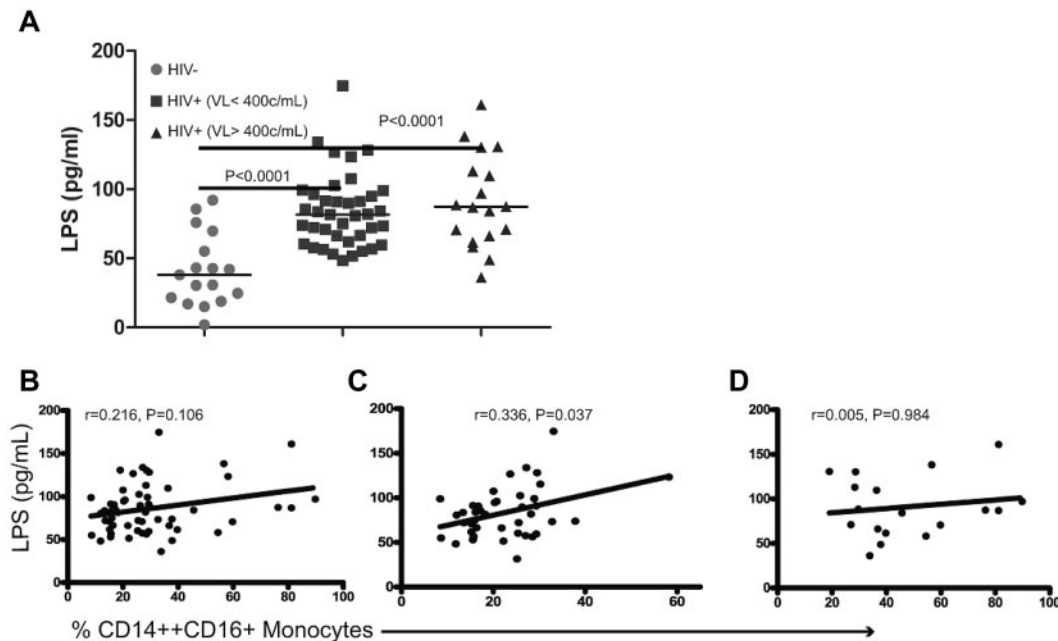 A
200
150
100
50
0
LPS (pg/ml)
HIV-
HIV+ (VL< 400c/mL)
HIV+ (VL> 400c/mL)
P<0.0001
P<0.0001
B
r=0.216, P=0.106
200
150
100
50
0
0 20 40 60 80 100
LPS (pg/mL)
C
r=0.336, P=0.037
200
150
100
50
0
0 20 40 60
D
r=0.005, P=0.984
200
150
100
50
0
0 20 40 60 80 100
% CD14++CD16+ Monocytes